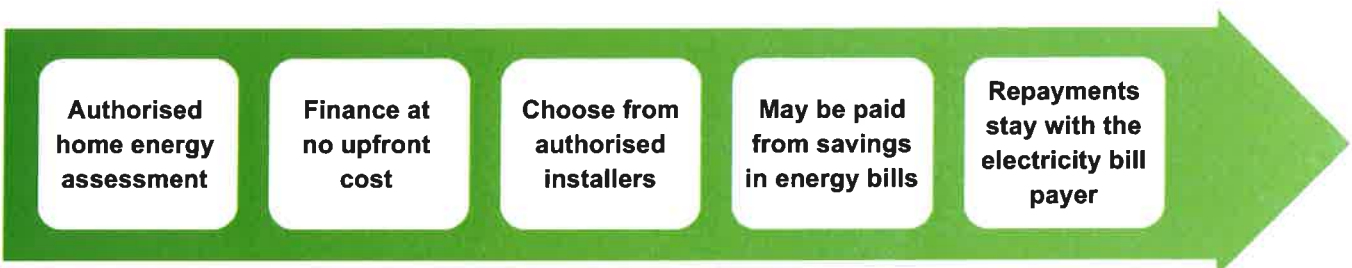 Authorised
home energy
assessment
Finance at
no upfront
cost
Choose from
authorised
installers
May be paid
from savings
in energy bills
Repayments
stay with the
electricity bill
payer